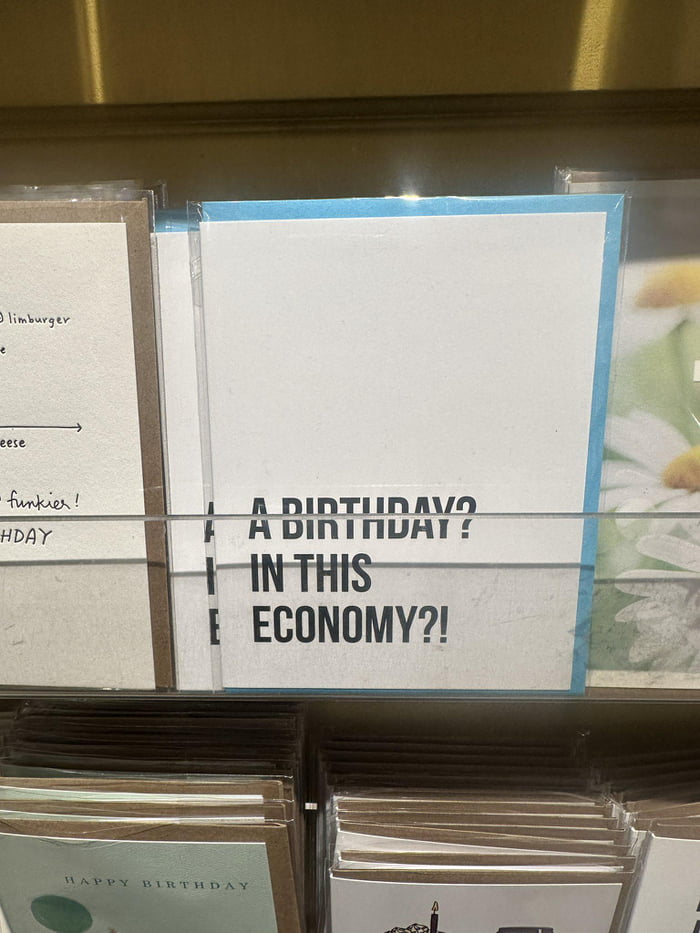 limburger
eese
funkier!
HDAY
A BIRTHDAY?
IN THIS
ECONOMY?!
HAPPY BIRTHDAY